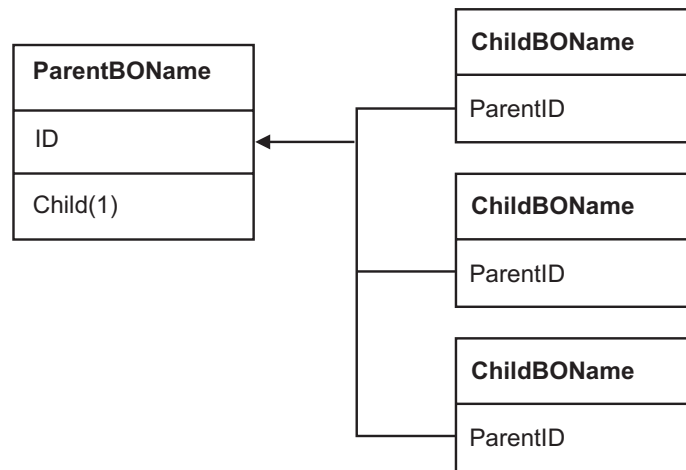 ParentBOName
ID
Child(1)
ChildBOName
ParentID
ChildBOName
ParentID
ChildBOName
ParentID